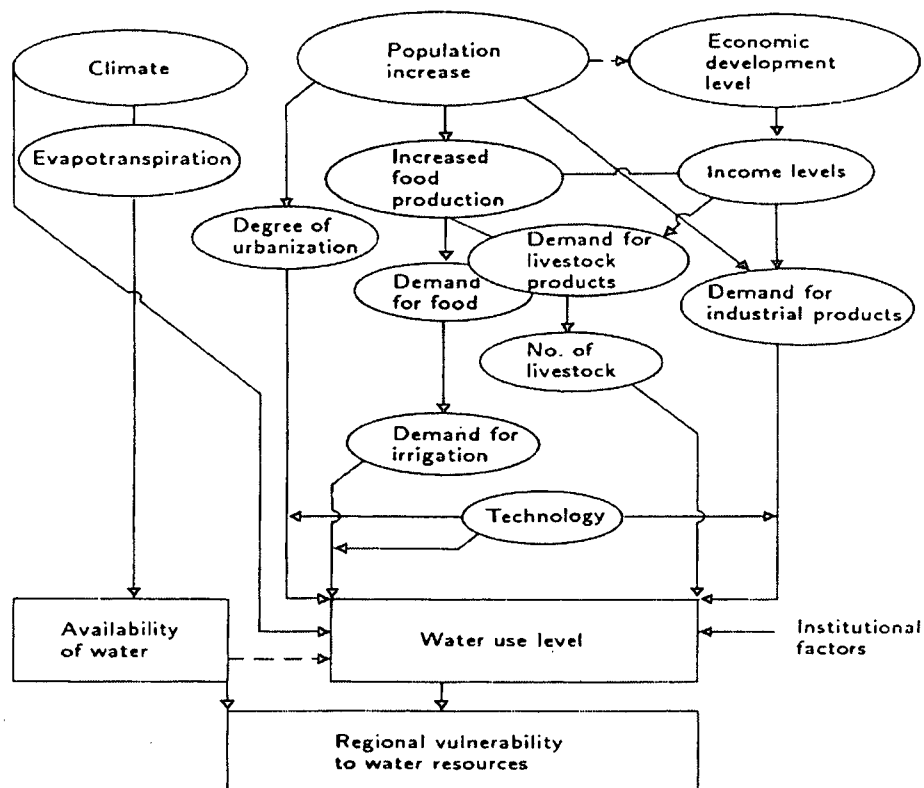 Climate
Population
increase
Economic
development
level
Evapotranspiration
Increased
food
production
Income levels
Degree of
urbanization
Demand for
livestock
products
Demand
for food
Demand for
industrial products
No. of
livestock
Demand for
irrigation
Technology
Availability
of water
Water use level
Institutional
factors
Regional vulnerability
to water resources